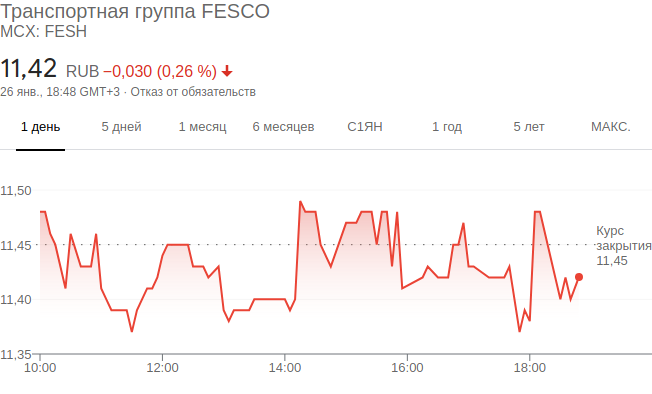 Транспортная группа FESCO
MCX: FESH
11,42 RUB −0,030 (0,26 %)
26 янв., 18:48 GMT+3 · Отказ от обязательств
1 день 5 дней 1 месяц 6 месяцев С1ЯН 1 год 5 лет МАКС.
11,50
11,45
11,40
11,35
Курс
закрытия
11,45
10:00 12:00 14:00 16:00 18:00